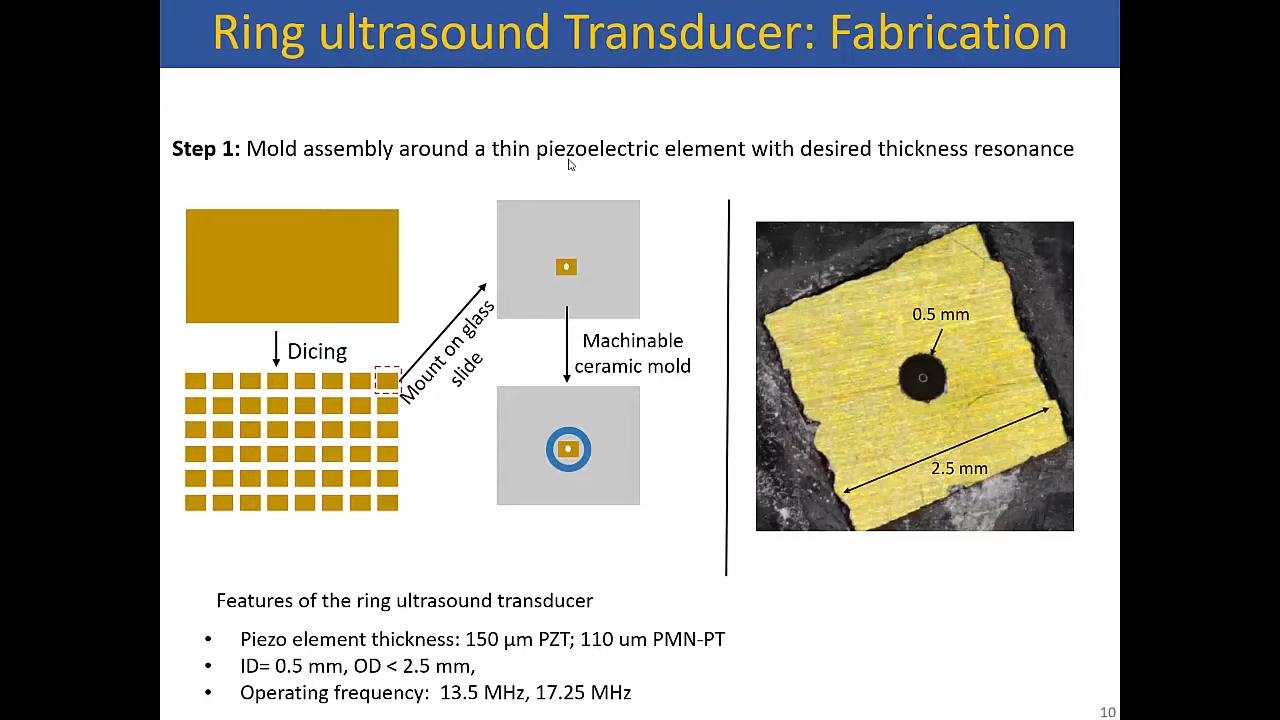 Ring ultrasound Transducer: Fabrication
Step 1: Mold assembly around a thin piezoelectric element with desired thickness resonance
Dicing
Mount on glass
slide
Machinable
ceramic mold
0.5 mm
2.5 mm
Features of the ring ultrasound transducer
• Piezo element thickness: 150 µm PZT; 110 um PMN-PT
• ID= 0.5 mm, OD < 2.5 mm,
• Operating frequency: 13.5 MHz, 17.25 MHz
10